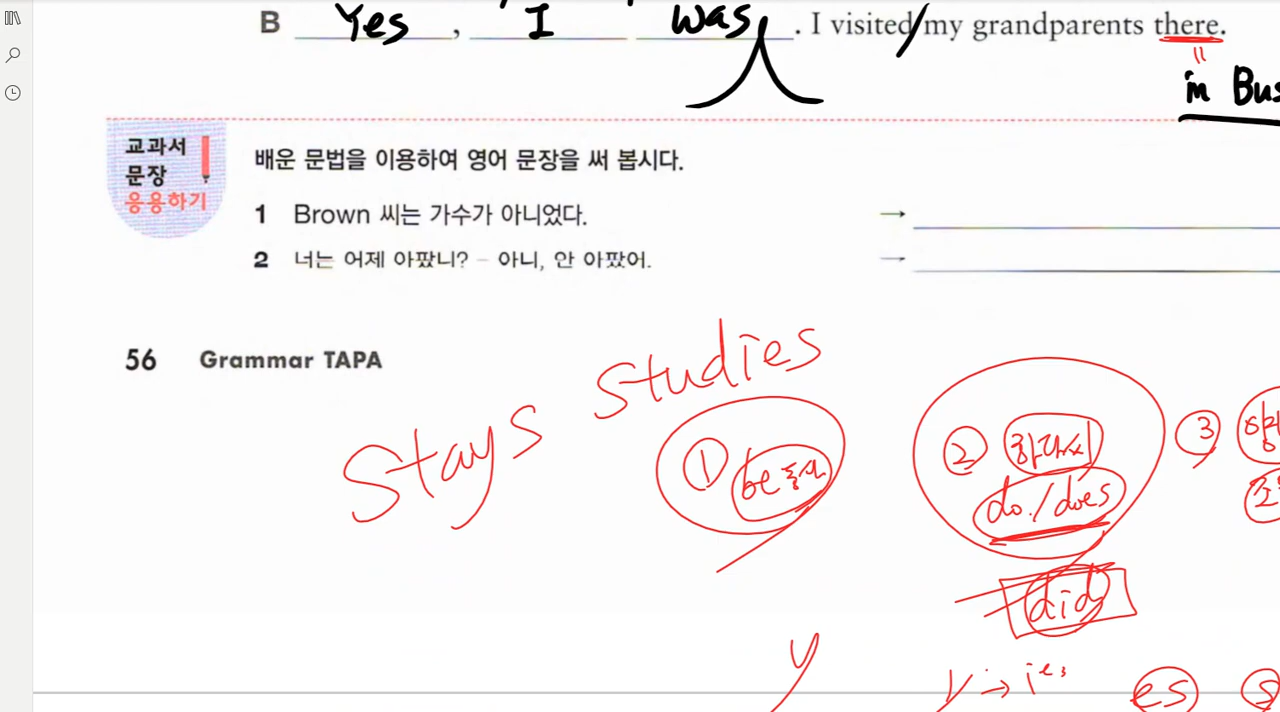 B Yes, I was. I visited my grandparents there.
in Bus
교과서
문장
응용하기
배운 문법을 이용하여 영어 문장을 써 봅시다.
1 Brown 씨는 가수가 아니었다. →
2 너는 어제 아팠니? – 아니, 안 아팠어. →
56 Grammar TAPA
studies
stays
① be동사
② 하다씨 ③
do./does
did
y
y→ies es s